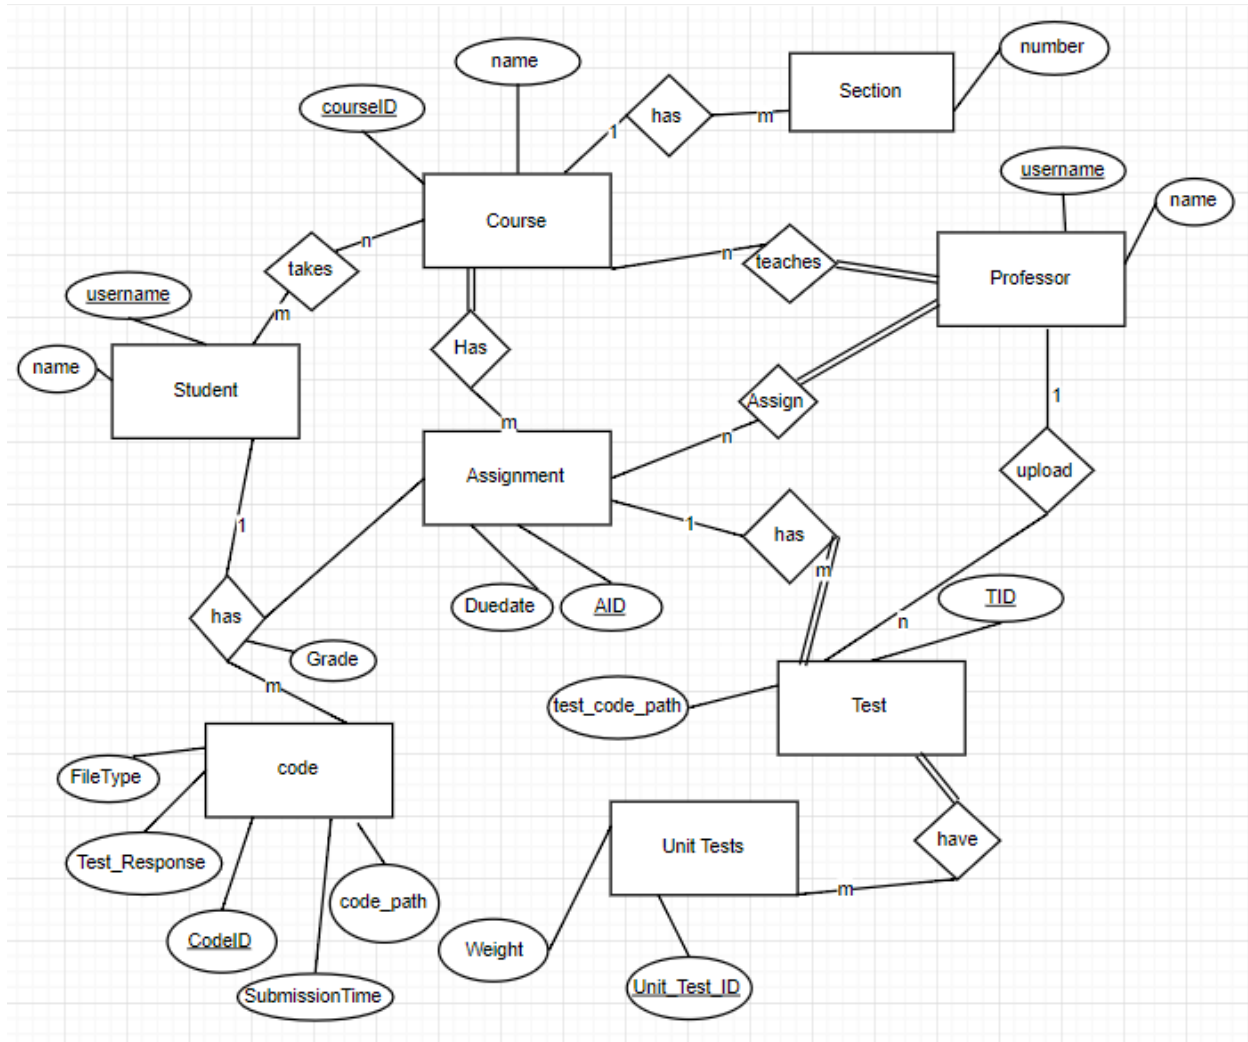 number
name
Section
courseID
has
1
m
username
name
Course
n
takes
n
teaches
Professor
username
m
name
Has
Student
Assign
1
m
n
Assignment
upload
1
has
1
m
Duedate
AID
TID
has
n
Grade
m
test_code_path
Test
code
FileType
Unit Tests
have
Test_Response
m
code_path
CodeID
Weight
Unit_Test_ID
SubmissionTime